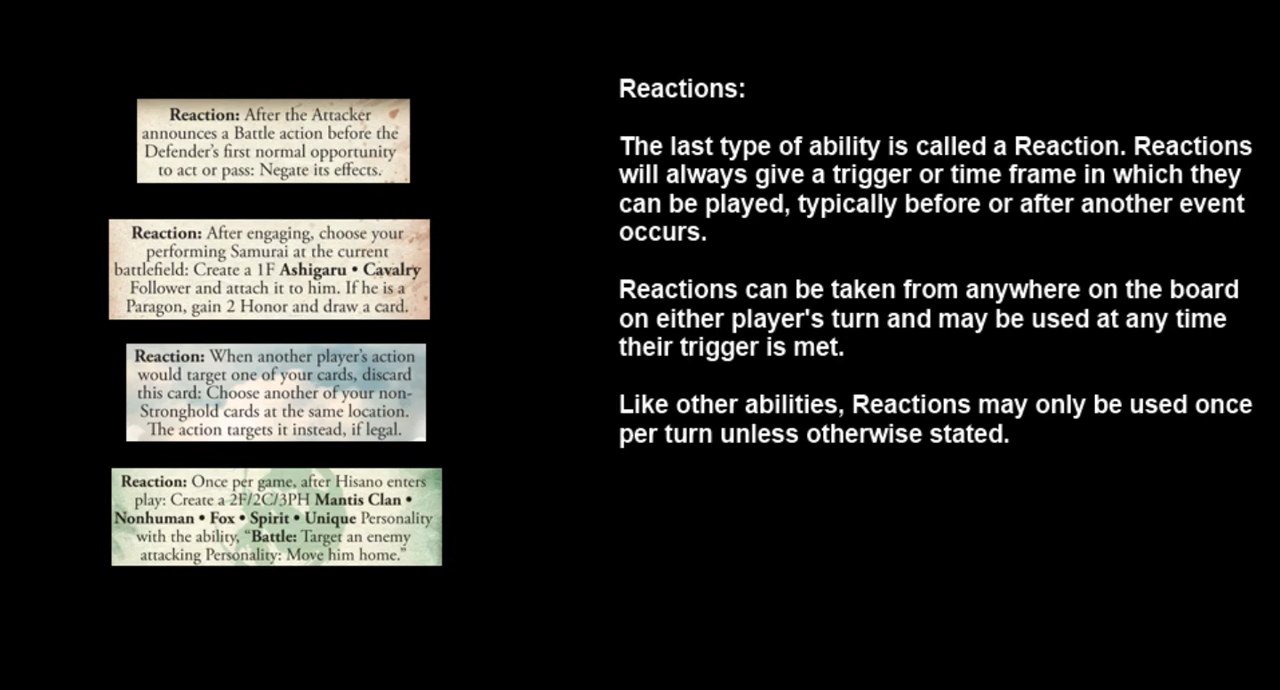 Reaction: After the Attacker
announces a Battle action before the
Defender's first normal opportunity
to act or pass: Negate its effects.
Reaction: After engaging, choose your
performing Samurai at the current
battlefield: Create a 1F Ashigaru • Cavalry
Follower and attach it to him. If he is a
Paragon, gain 2 Honor and draw a card.
Reaction: When another player's action
would target one of your cards, discard
this card: Choose another of your non-
Stronghold cards at the same location.
The action targets it instead, if legal.
Reaction: Once per game, after Hisano enters
play: Create a 2F/2C/3PH Mantis Clan •
Nonhuman • Fox • Spirit • Unique Personality
with the ability, "Battle: Target an enemy
attacking Personality: Move him home."
Reactions:
The last type of ability is called a Reaction. Reactions
will always give a trigger or time frame in which they
can be played, typically before or after another event
occurs.
Reactions can be taken from anywhere on the board
on either player's turn and may be used at any time
their trigger is met.
Like other abilities, Reactions may only be used once
per turn unless otherwise stated.